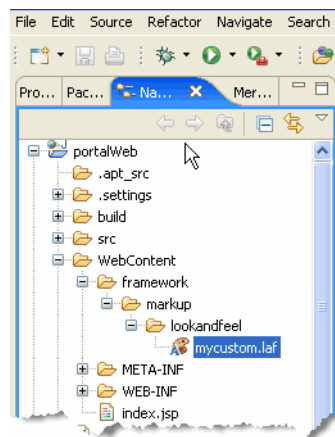 File Edit Source Refactor Navigate Search
Pro... Pac... Na... Mer...
portalWeb
.apt_src
.settings
build
src
WebContent
framework
markup
lookandfeel
mycustom.laf
META-INF
WEB-INF
index.jsp